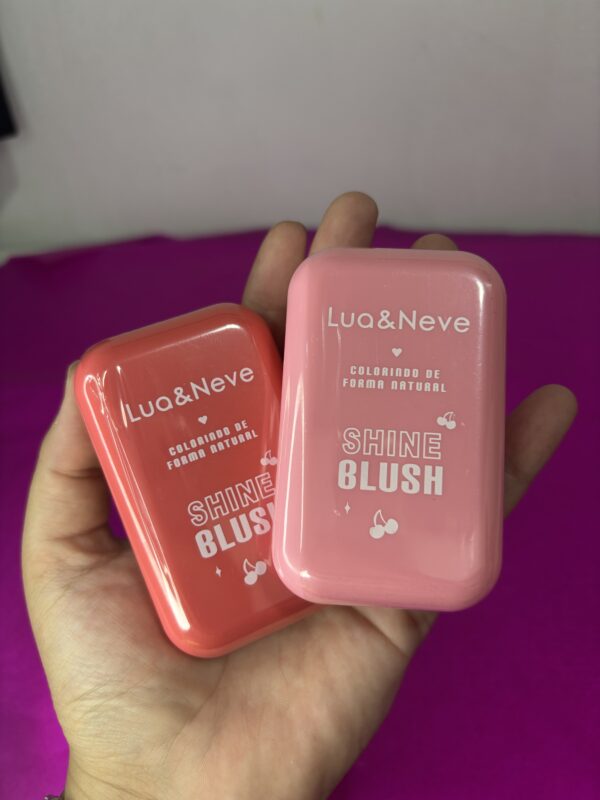 Lua&Neve
COLORINDO DE
FORMA NATURAL
SHINE
BLUSH
Lua&Neve
COLORINDO DE
FORMA NATURAL
SHINE
BLUSH